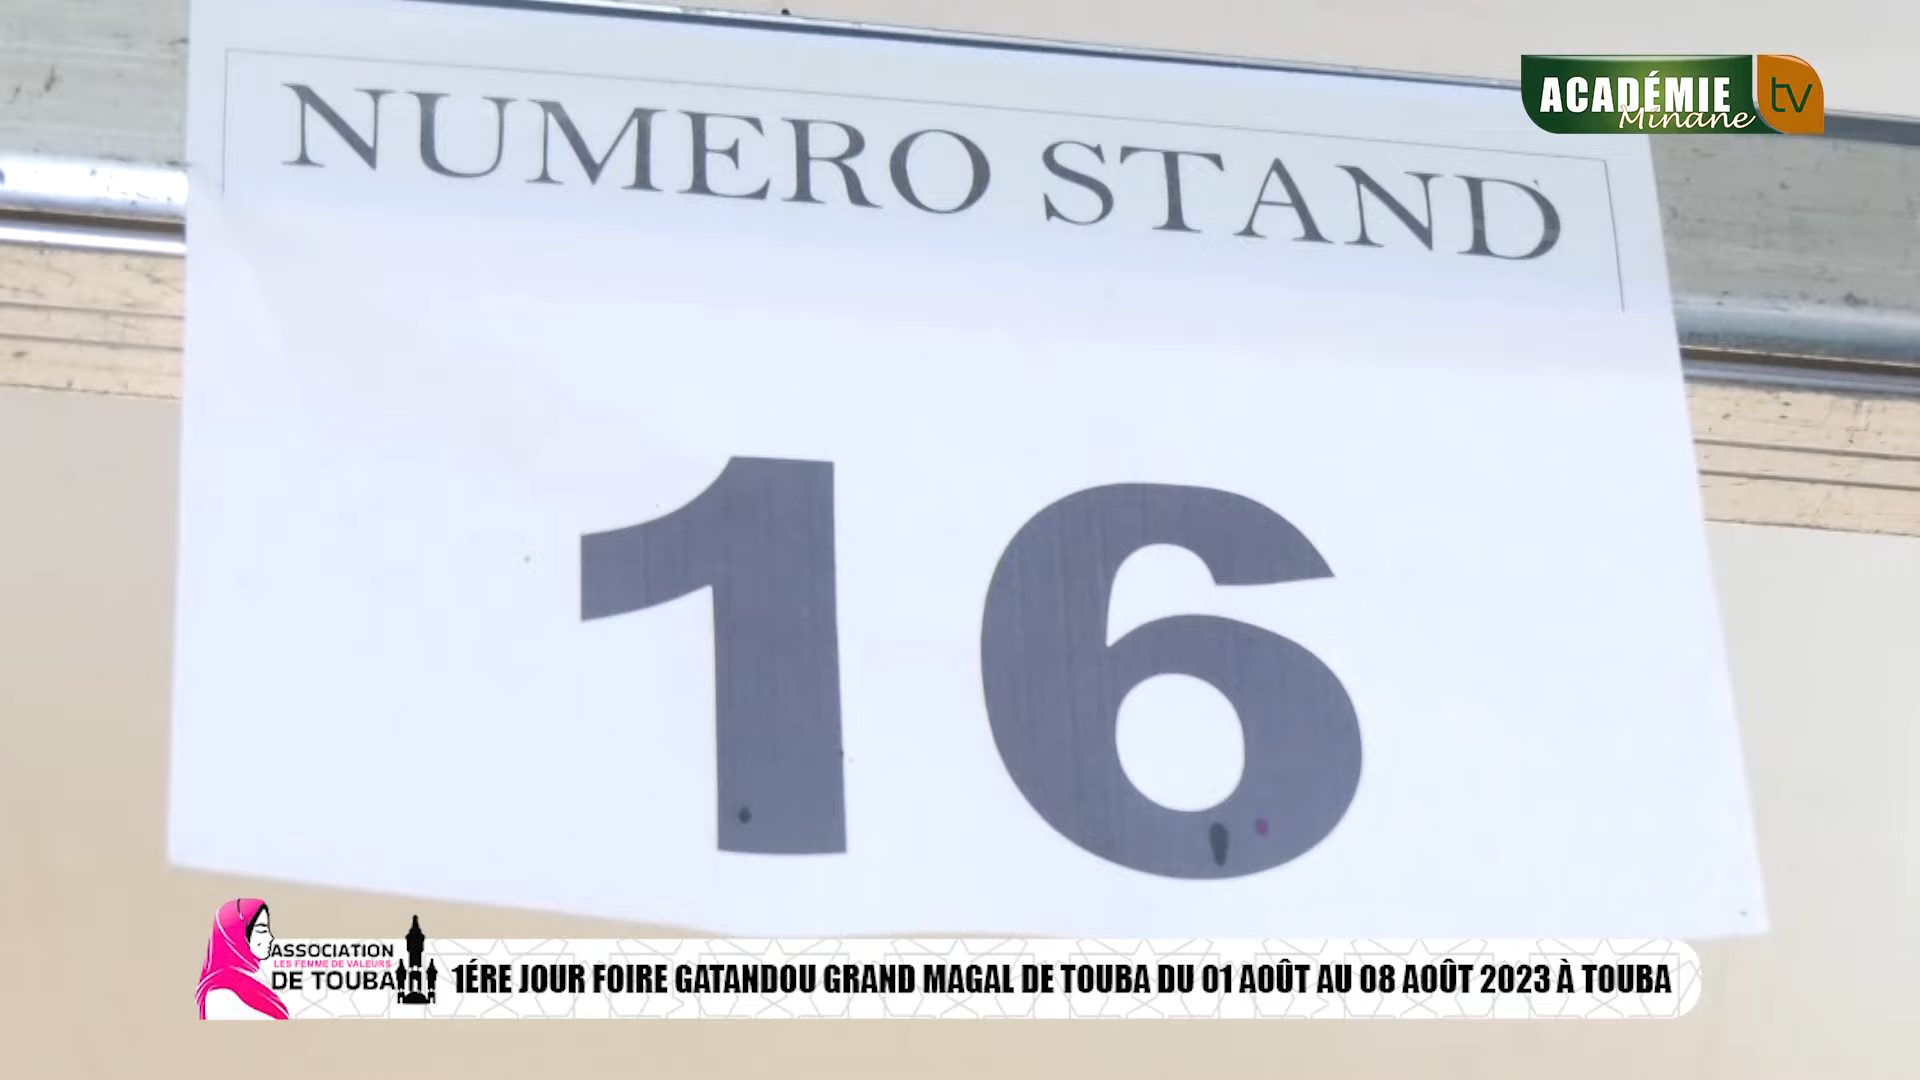 ACADÉMIE tv
Minane
NUMERO STAND
16
ASSOCIATION
LES FEMME DE VALEURS
DE TOUBA
1ÉRE JOUR FOIRE GATANDOU GRAND MAGAL DE TOUBA DU 01 AOÛT AU 08 AOÛT 2023 À TOUBA